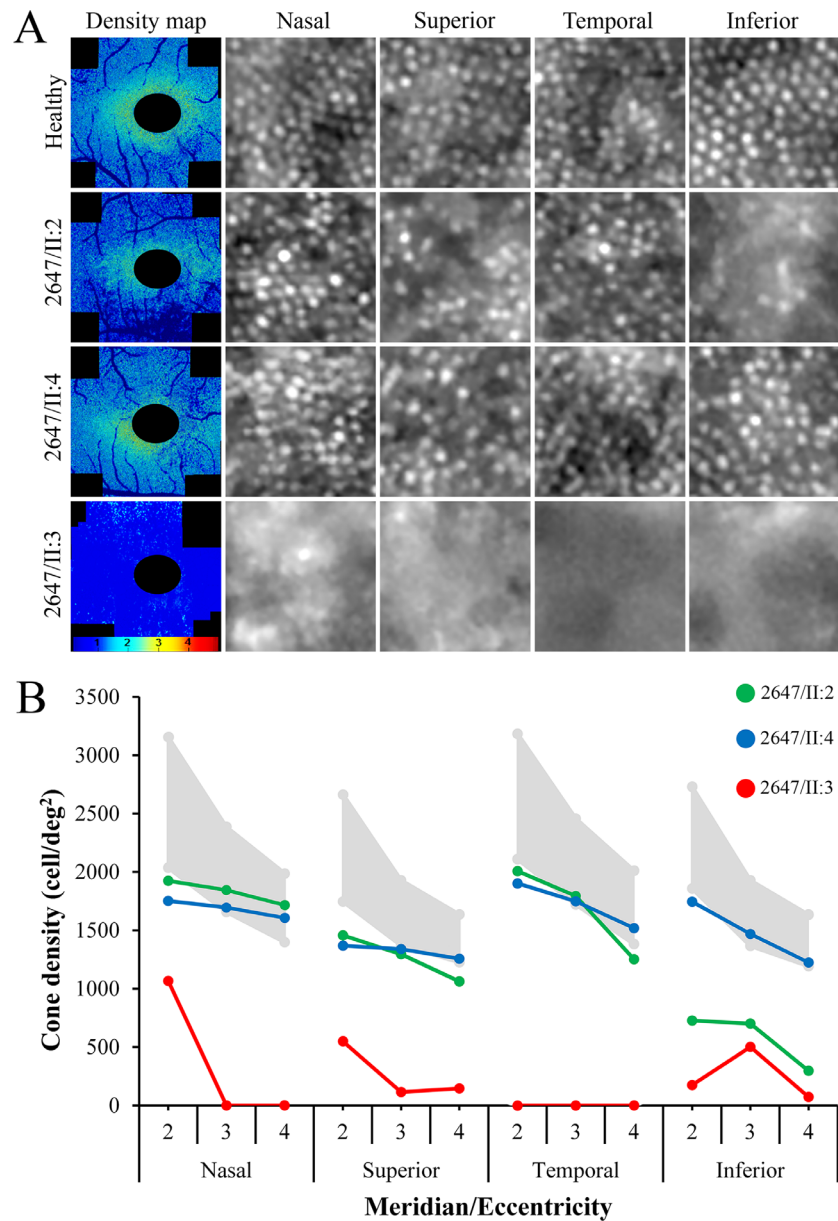 A
Density map
Nasal
Superior
Temporal
Inferior
Healthy
2647/II:2
2647/II:4
2647/II:3
1 2 3 4
B
3500
3000
2500
2000
1500
1000
500
0
Cone density (cell/deg²)
2647/II:2
2647/II:4
2647/II:3
2 3 4 2 3 4 2 3 4 2 3 4
Nasal Superior Temporal Inferior
Meridian/Eccentricity